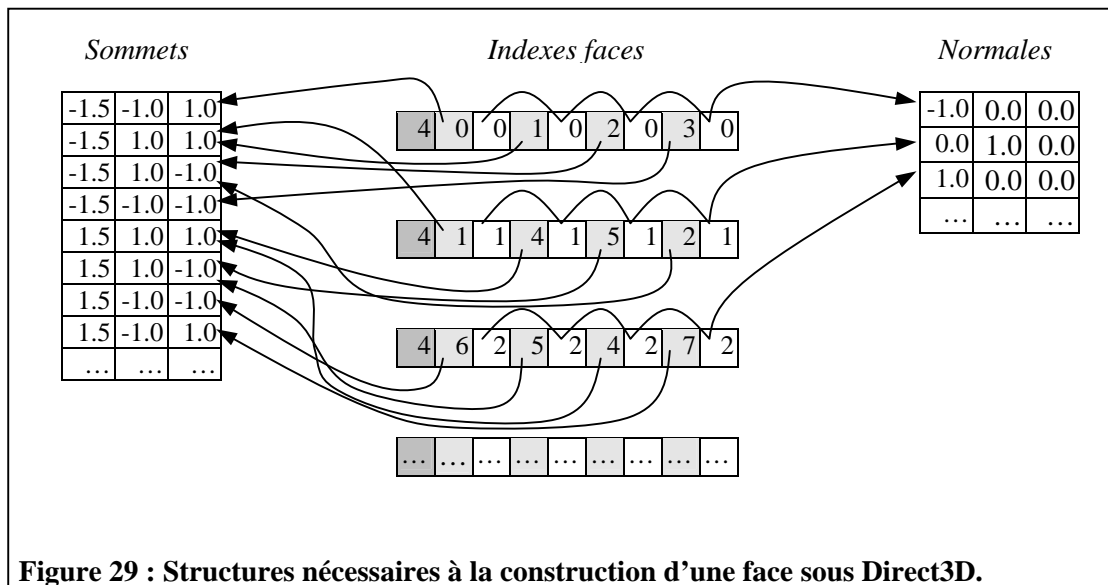 Sommets Indexes faces Normales
-1.5 -1.0 1.0
-1.5 1.0 1.0
-1.5 1.0 -1.0
-1.5 -1.0 -1.0
1.5 1.0 1.0
1.5 1.0 -1.0
1.5 -1.0 -1.0
1.5 -1.0 1.0
… … …
4 0 0 1 0 2 0 3 0
4 1 1 4 1 5 1 2 1
4 6 2 5 2 4 2 7 2
… … … … … … … … …
-1.0 0.0 0.0
0.0 1.0 0.0
1.0 0.0 0.0
… … …
Figure 29 : Structures nécessaires à la construction d'une face sous Direct3D.